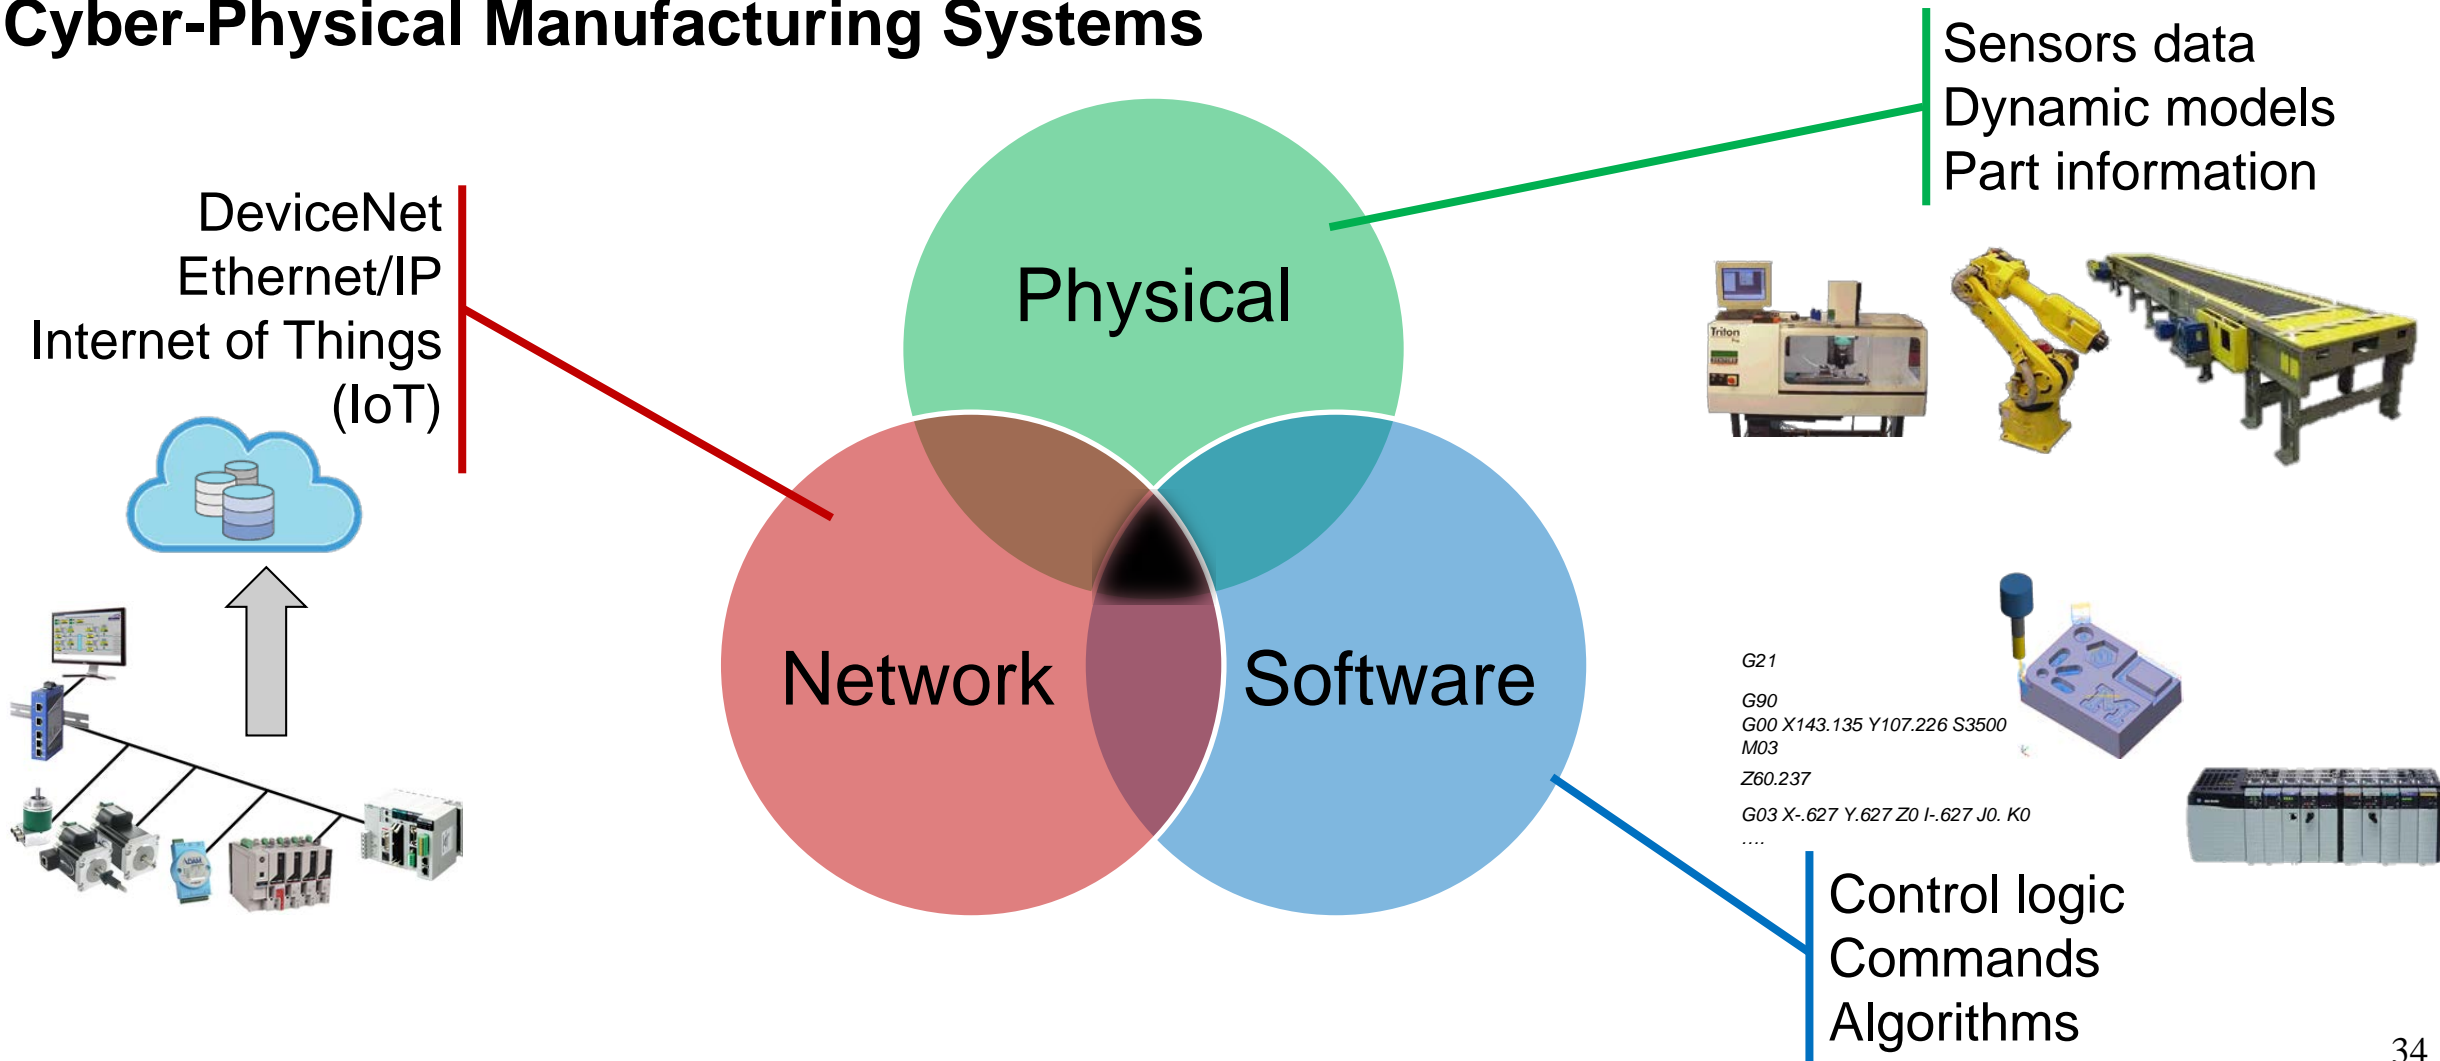 Cyber-Physical Manufacturing Systems
Sensors data
Dynamic models
Part information
DeviceNet
Ethernet/IP
Internet of Things
(IoT)
Physical
Triton
Network
Software
G21
G90
G00 X143.135 Y107.226 S3500
M03
Z60.237
G03 X-.627 Y.627 Z0 I-.627 J0. K0
....
ADAM
Control logic
Commands
Algorithms
34